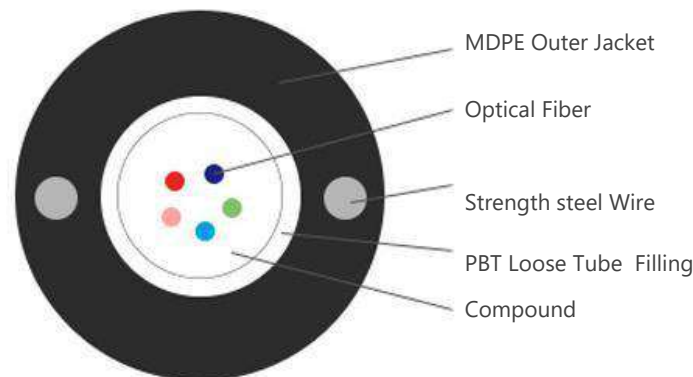 MDPE Outer Jacket
Optical Fiber
Strength steel Wire
PBT Loose Tube Filling
Compound